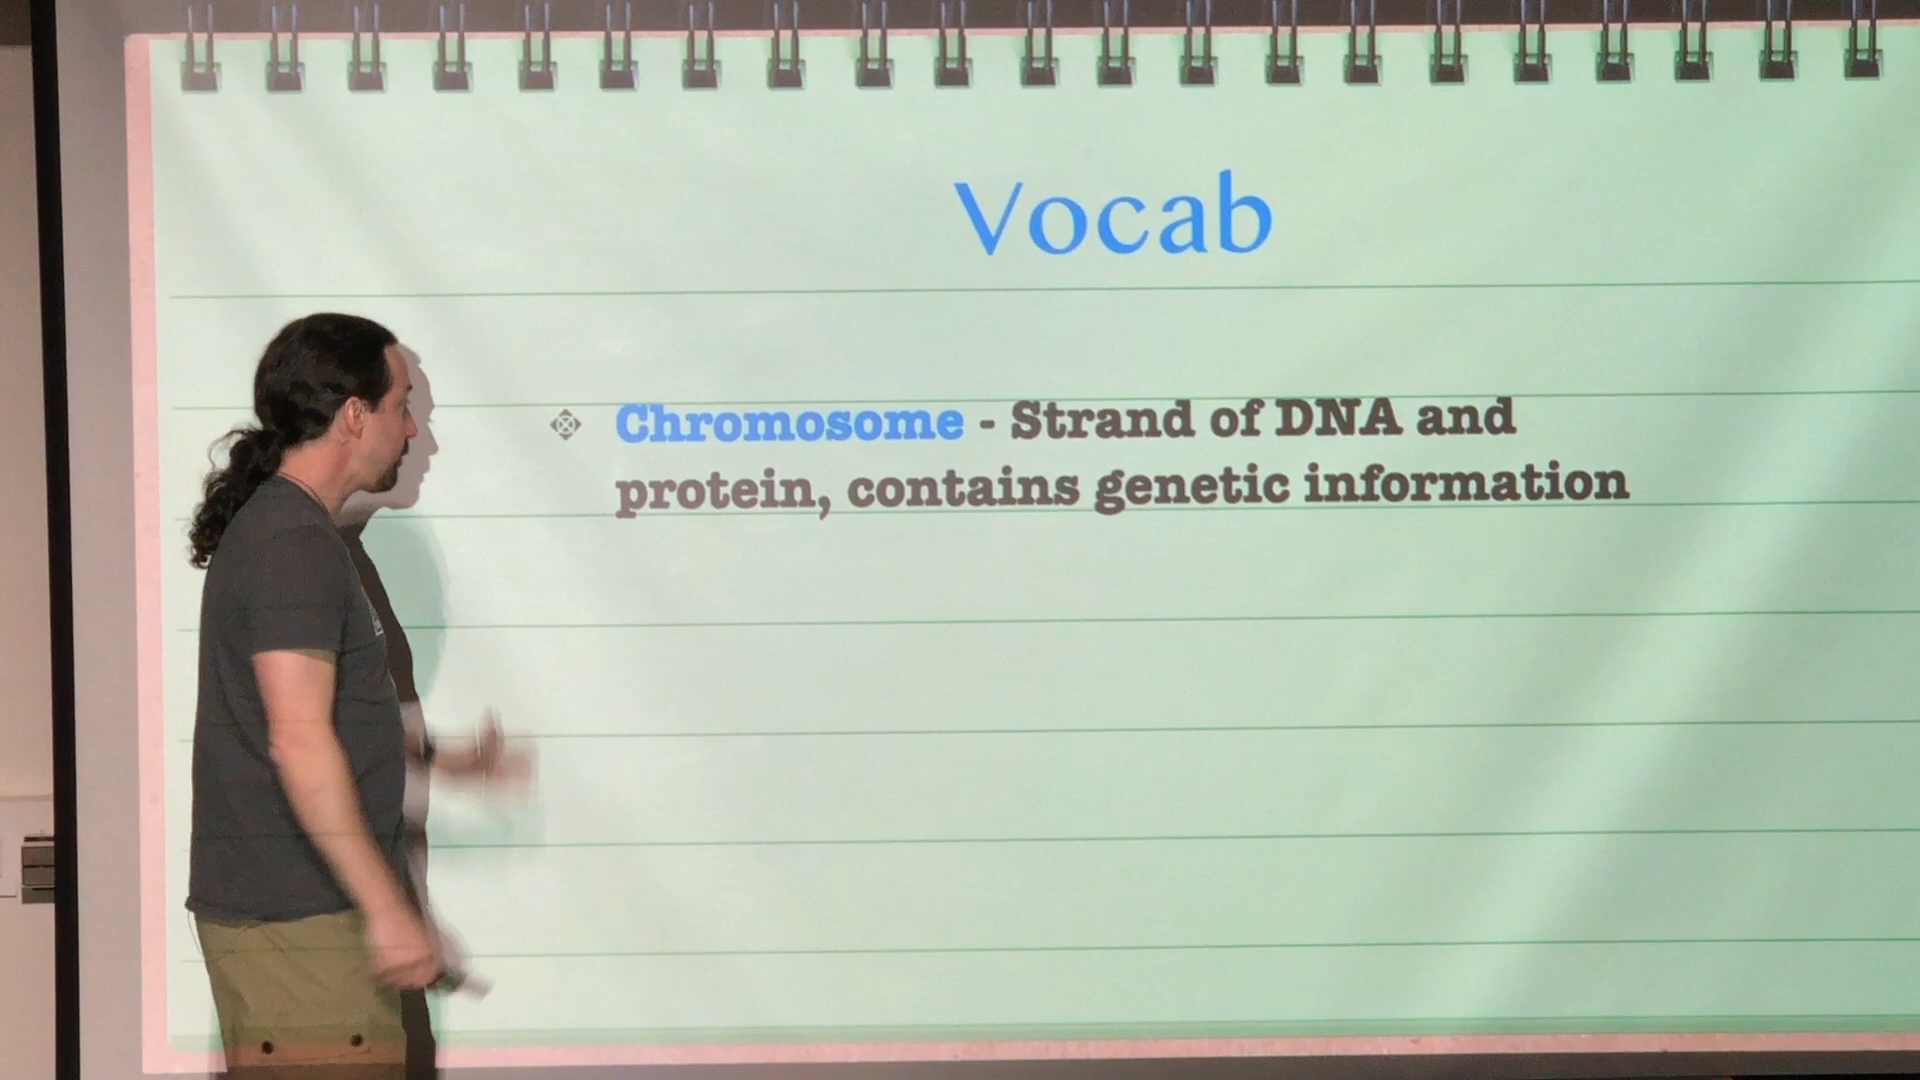 Vocab
Chromosome - Strand of DNA and
protein, contains genetic information